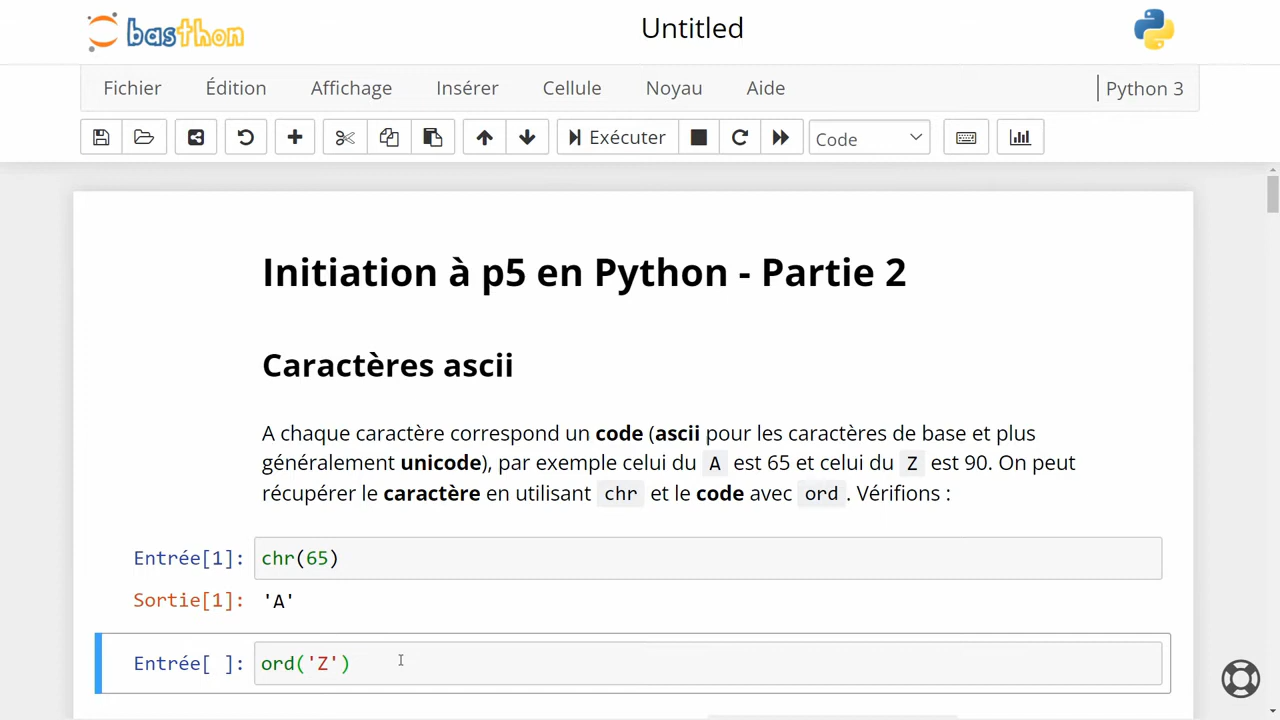 basthon
Untitled
Fichier Édition Affichage Insérer Cellule Noyau Aide Python 3
Exécuter Code
Initiation à p5 en Python - Partie 2
Caractères ascii
A chaque caractère correspond un code (ascii pour les caractères de base et plus
généralement unicode), par exemple celui du A est 65 et celui du Z est 90. On peut
récupérer le caractère en utilisant chr et le code avec ord. Vérifions :
Entrée[1]: chr(65)
Sortie[1]: 'A'
Entrée[ ]: ord('Z')